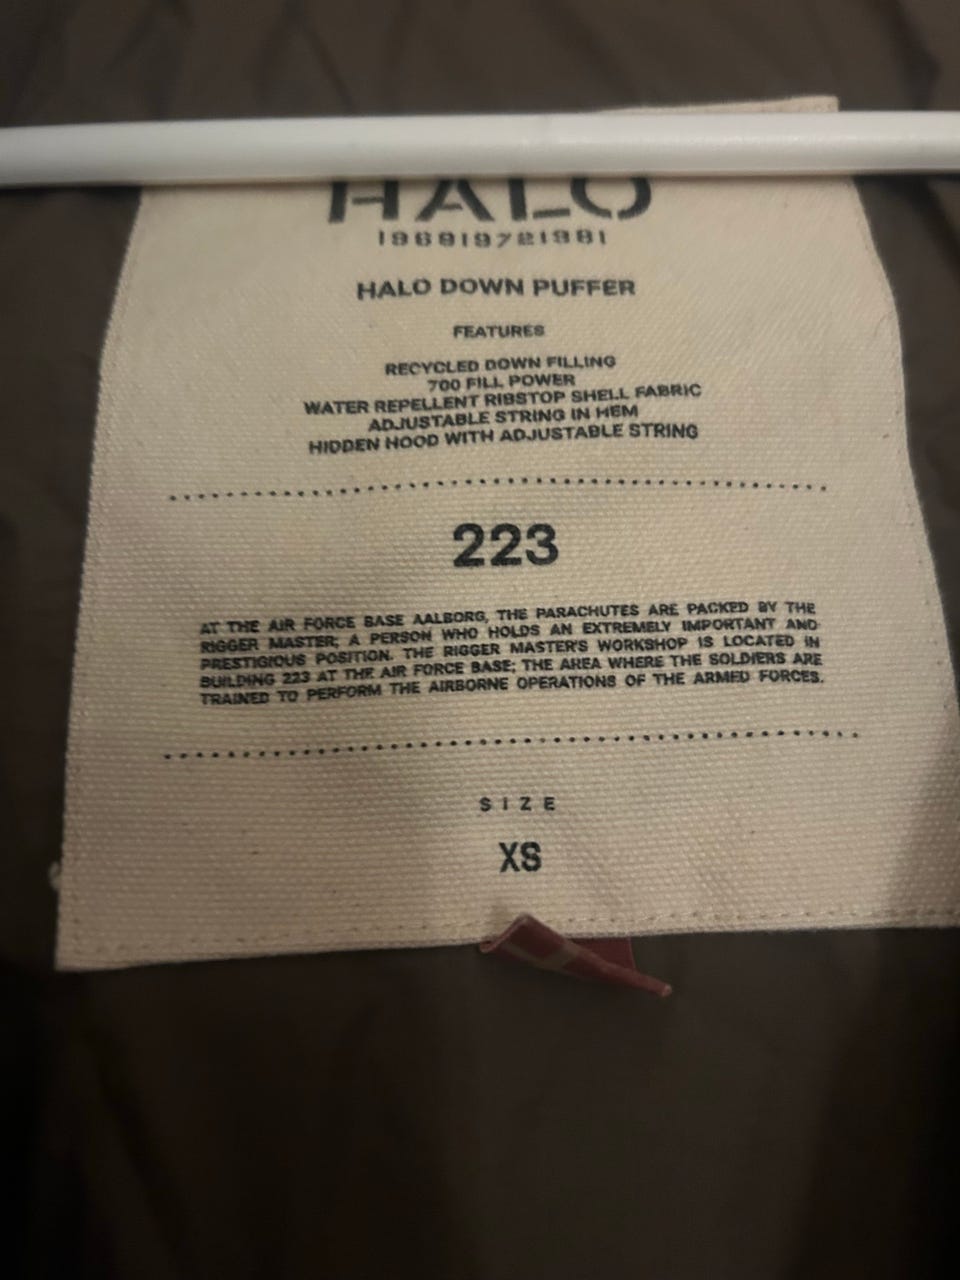 HALO
196919721981
HALO DOWN PUFFER
FEATURES
RECYCLED DOWN FILLING
700 FILL POWER
WATER REPELLENT RIBSTOP SHELL FABRIC
ADJUSTABLE STRING IN HEM
HIDDEN HOOD WITH ADJUSTABLE STRING
223
AT THE AIR FORCE BASE AALBORG, THE PARACHUTES ARE PACKED BY THE
RIGGER MASTER, A PERSON WHO HOLDS AN EXTREMELY IMPORTANT AND
PRESTIGIOUS POSITION. THE RIGGER MASTER'S WORKSHOP IS LOCATED IN
BUILDING 223 AT THE AIR FORCE BASE; THE AREA WHERE THE SOLDIERS ARE
TRAINED TO PERFORM THE AIRBORNE OPERATIONS OF THE ARMED FORCES.
SIZE
XS